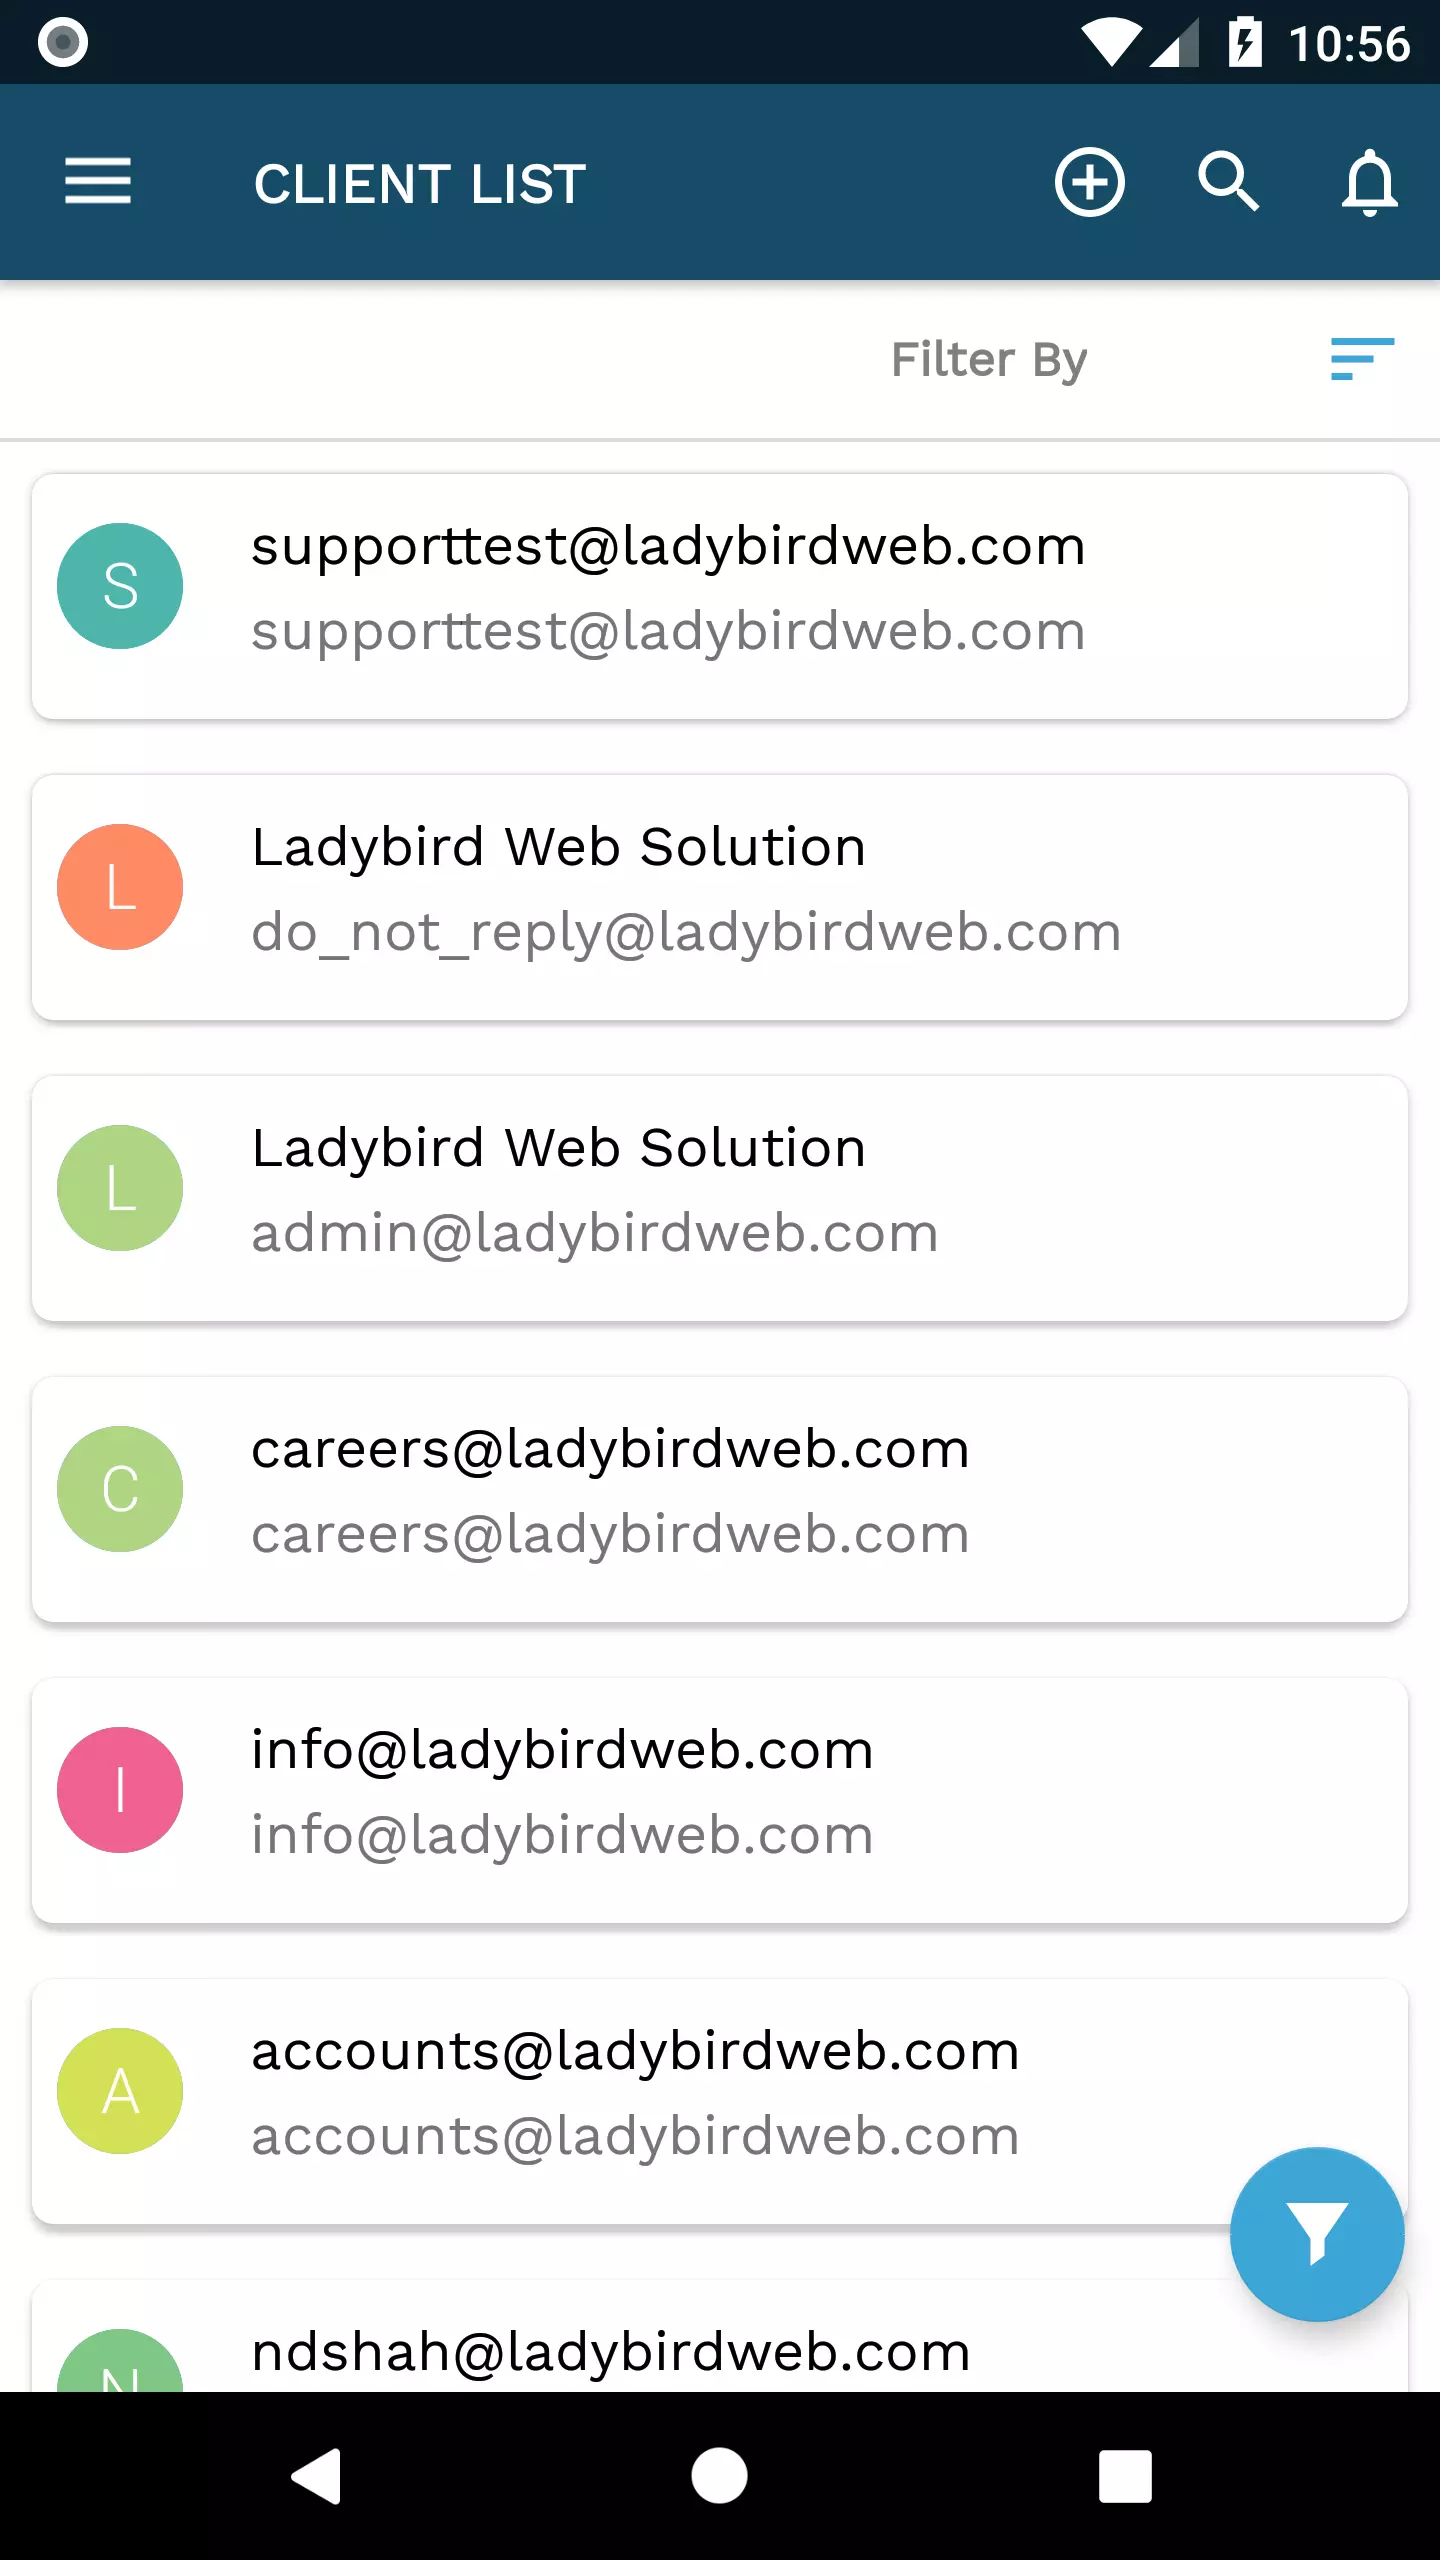 10:56
CLIENT LIST
Filter By
S
supporttest@ladybirdweb.com
supporttest@ladybirdweb.com
L
Ladybird Web Solution
do_not_reply@ladybirdweb.com
L
Ladybird Web Solution
admin@ladybirdweb.com
C
careers@ladybirdweb.com
careers@ladybirdweb.com
I
info@ladybirdweb.com
info@ladybirdweb.com
A
accounts@ladybirdweb.com
accounts@ladybirdweb.com
N
ndshah@ladybirdweb.com